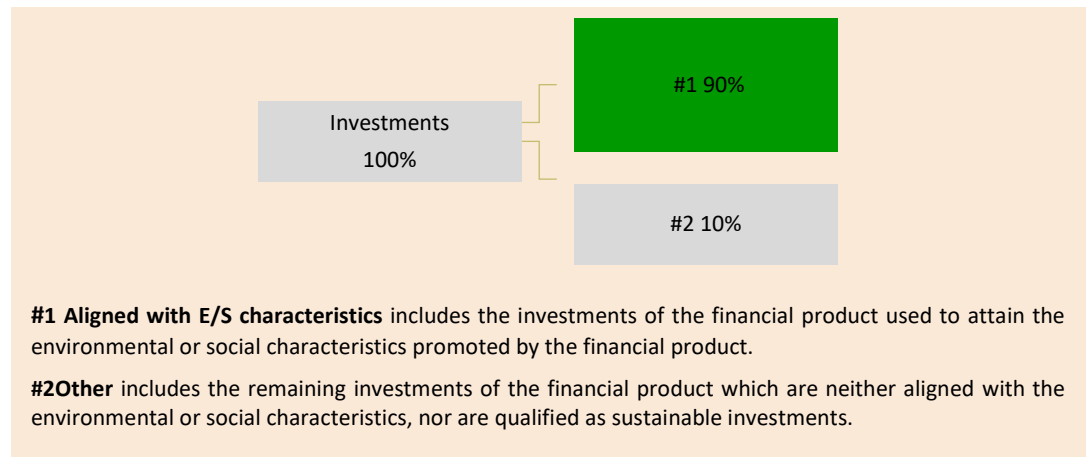 #1 90%
Investments
100%
#2 10%
#1 Aligned with E/S characteristics includes the investments of the financial product used to attain the
environmental or social characteristics promoted by the financial product.
#2Other includes the remaining investments of the financial product which are neither aligned with the
environmental or social characteristics, nor are qualified as sustainable investments.